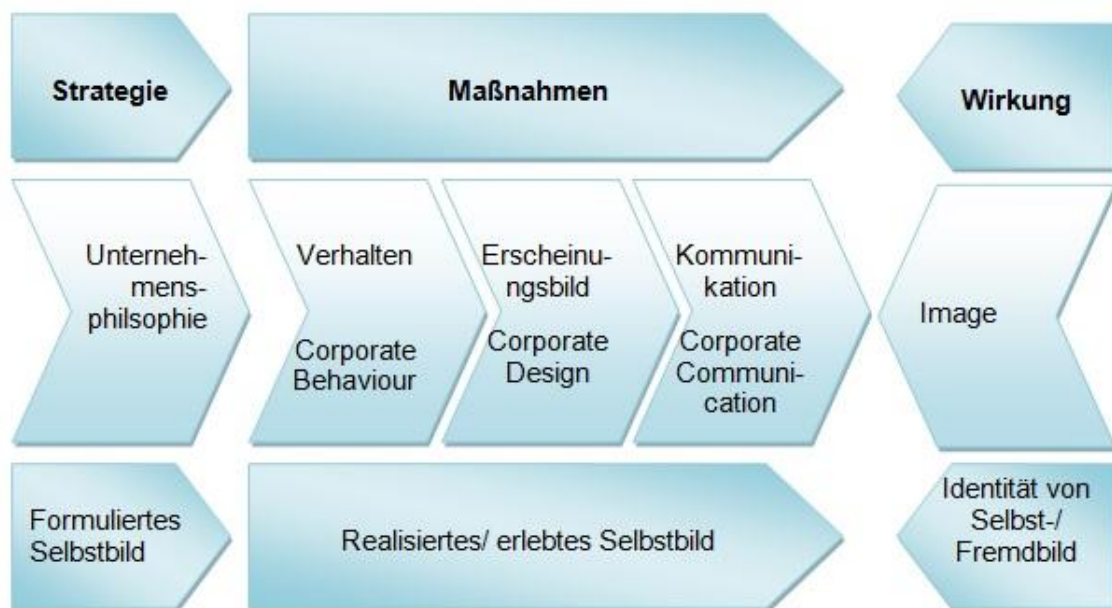 Strategie
Maßnahmen
Wirkung
Unterneh-
mens-
philsophie
Verhalten
Corporate
Behaviour
Erscheinu-
ngsbild
Corporate
Design
Kommuni-
kation
Corporate
Communi-
cation
Image
Formuliertes
Selbstbild
Realisiertes/ erlebtes Selbstbild
Identität von
Selbst-/
Fremdbild